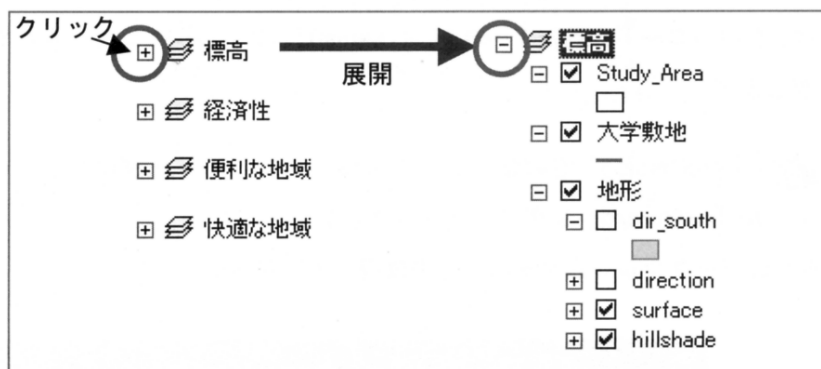 クリック
標高
経済性
便利な地域
快適な地域
展開
標高
Study_Area
大学敷地
地形
dir_south
direction
surface
hillshade